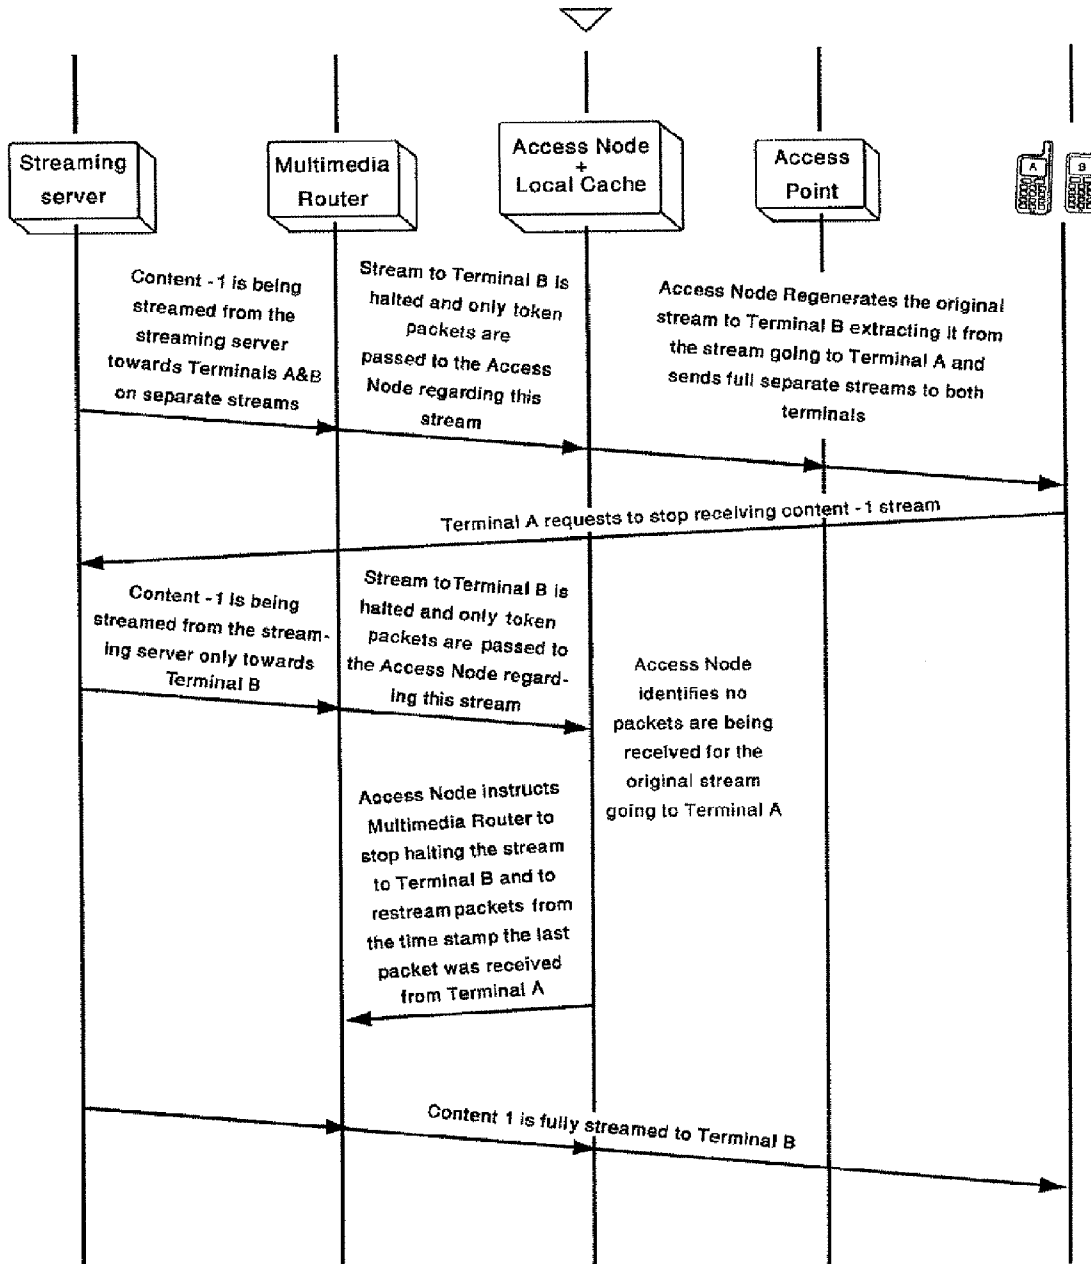 Streaming
server
Multimedia
Router
Access Node
+
Local Cache
Access
Point
A
B
Content - 1 is being
streamed from the
streaming server
towards Terminals A&B
on separate streams
Stream to Terminal B is
halted and only token
packets are
passed to the Access
Node regarding this
stream
Access Node Regenerates the original
stream to Terminal B extracting it from
the stream going to Terminal A and
sends full separate streams to both
terminals
Terminal A requests to stop receiving content - 1 stream
Content - 1 is being
streamed from the stream-
ing server only towards
Terminal B
Stream to Terminal B is
halted and only token
packets are passed to
the Access Node regard-
ing this stream
Access Node
identifies no
packets are being
received for the
original stream
going to Terminal A
Access Node instructs
Multimedia Router to
stop halting the stream
to Terminal B and to
restream packets from
the time stamp the last
packet was received
from Terminal A
Content 1 is fully streamed to Terminal B